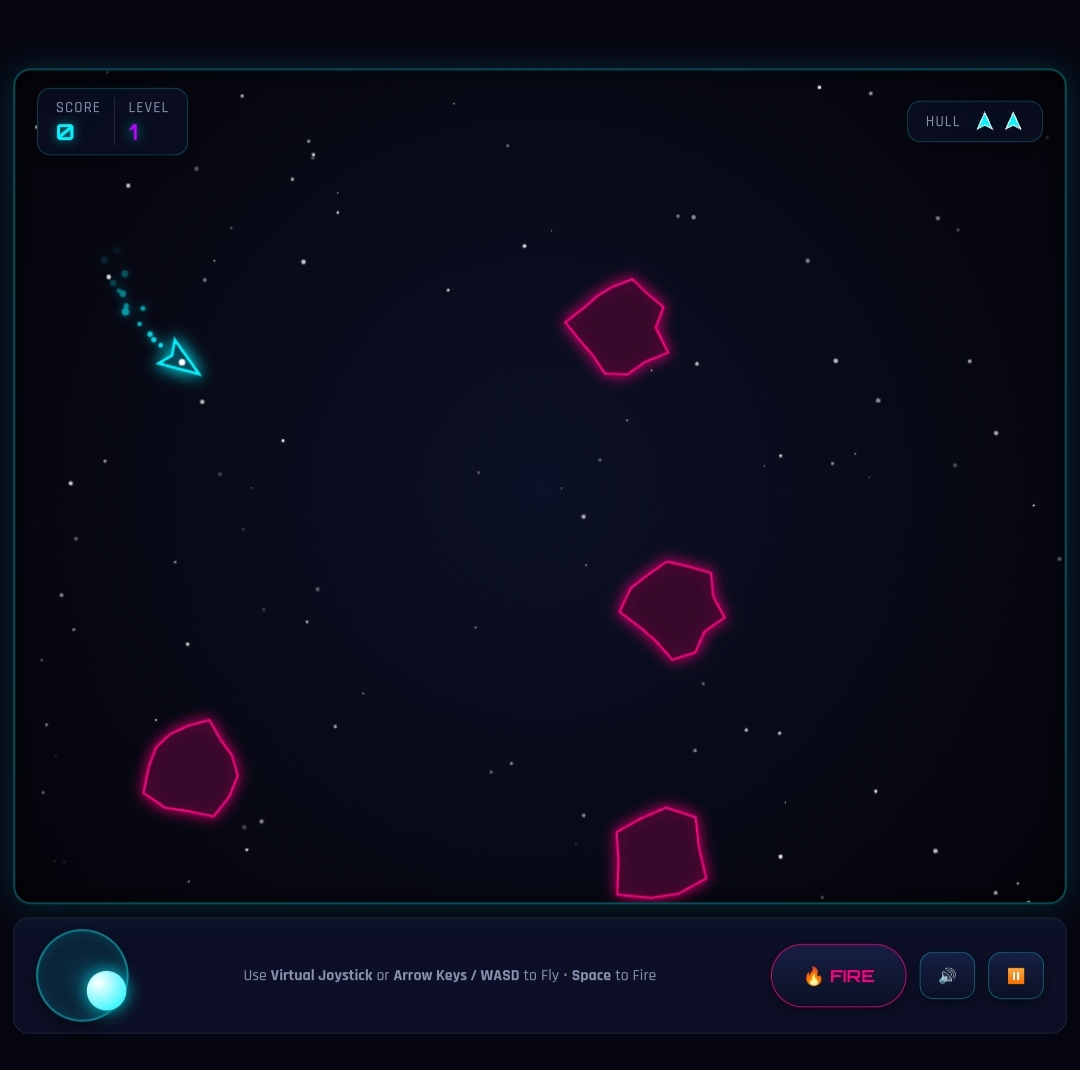 SCORE LEVEL
0 1
HULL
Use Virtual Joystick or Arrow Keys / WASD to Fly • Space to Fire
🔥 FIRE